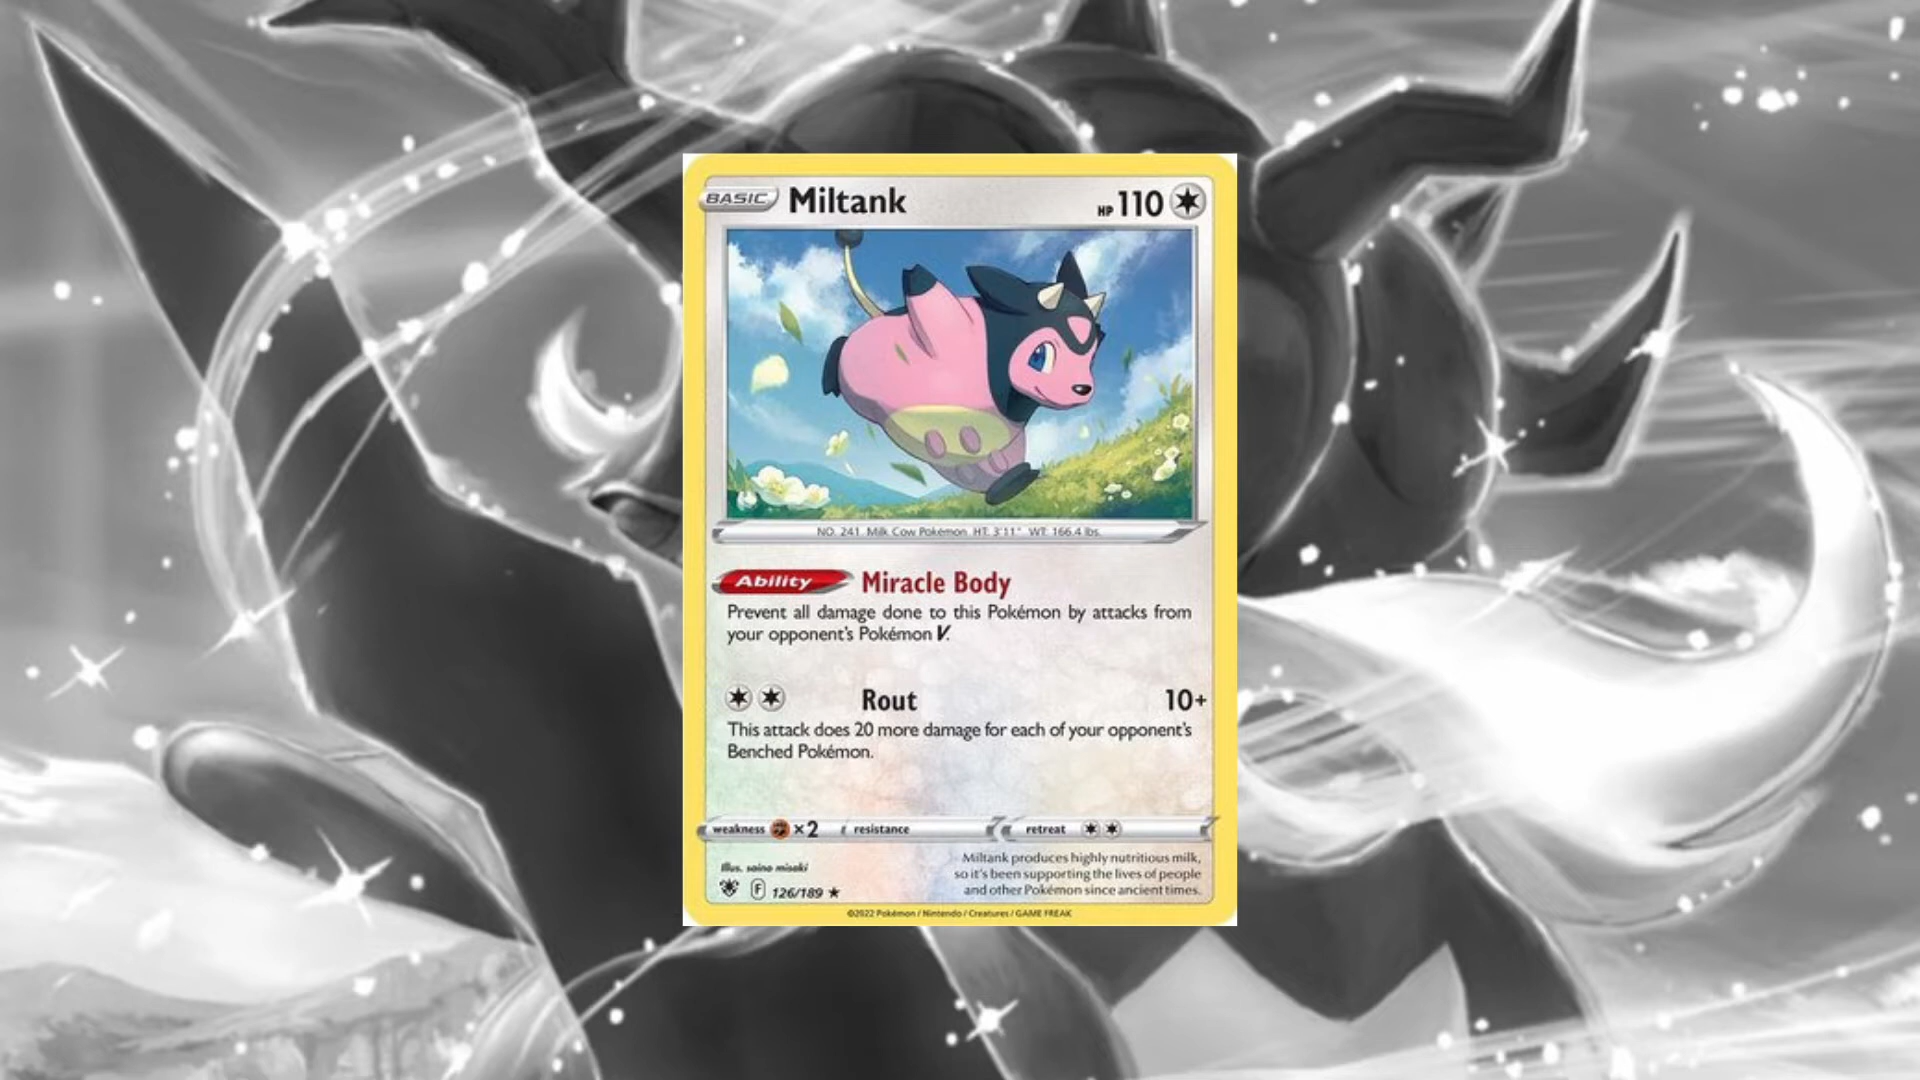 BASIC Miltank HP 110
NO. 241 Milk Cow Pokémon HT: 3'11" WT: 166.4 lbs.
Ability Miracle Body
Prevent all damage done to this Pokémon by attacks from
your opponent's Pokémon V.
Rout 10+
This attack does 20 more damage for each of your opponent's
Benched Pokémon.
weakness ×2 resistance retreat
Illus. saino misaki
F 126/189 ★
Miltank produces highly nutritious milk,
so it's been supporting the lives of people
and other Pokémon since ancient times.
©2022 Pokémon / Nintendo / Creatures / GAME FREAK